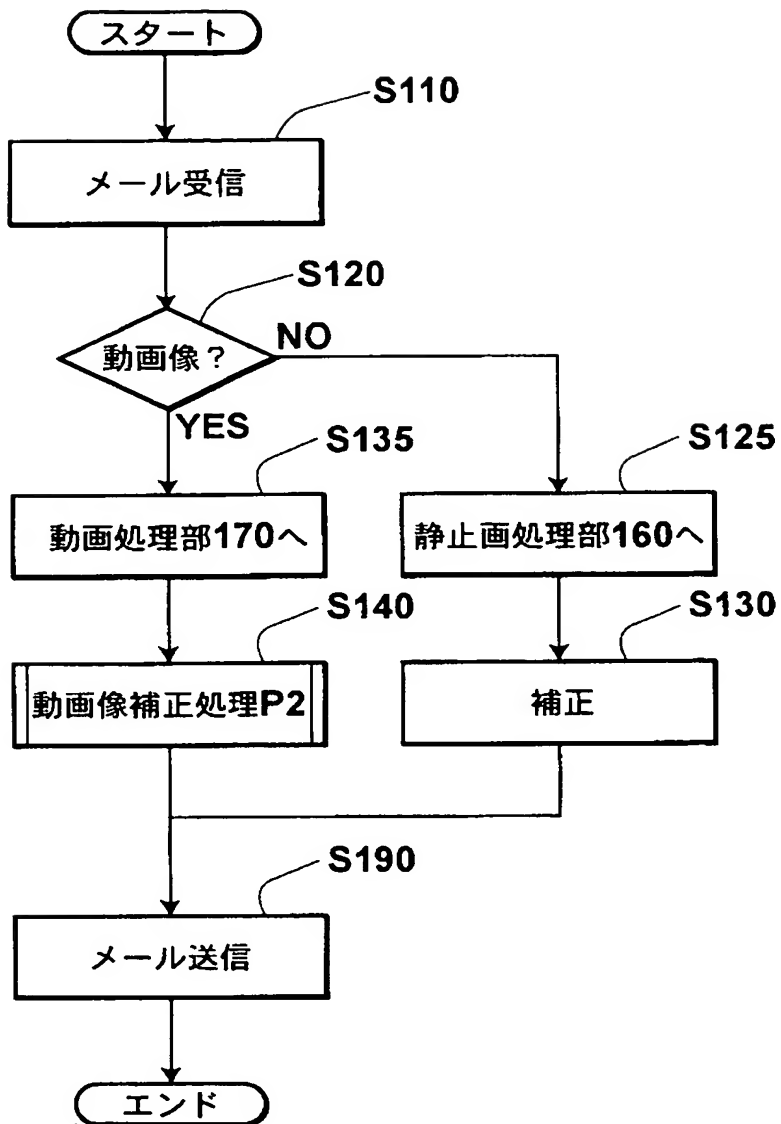 スタート
S110
メール受信
S120
動画像？
NO
YES
S135
動画処理部170へ
S125
静止画処理部160へ
S140
動画像補正処理P2
S130
補正
S190
メール送信
エンド